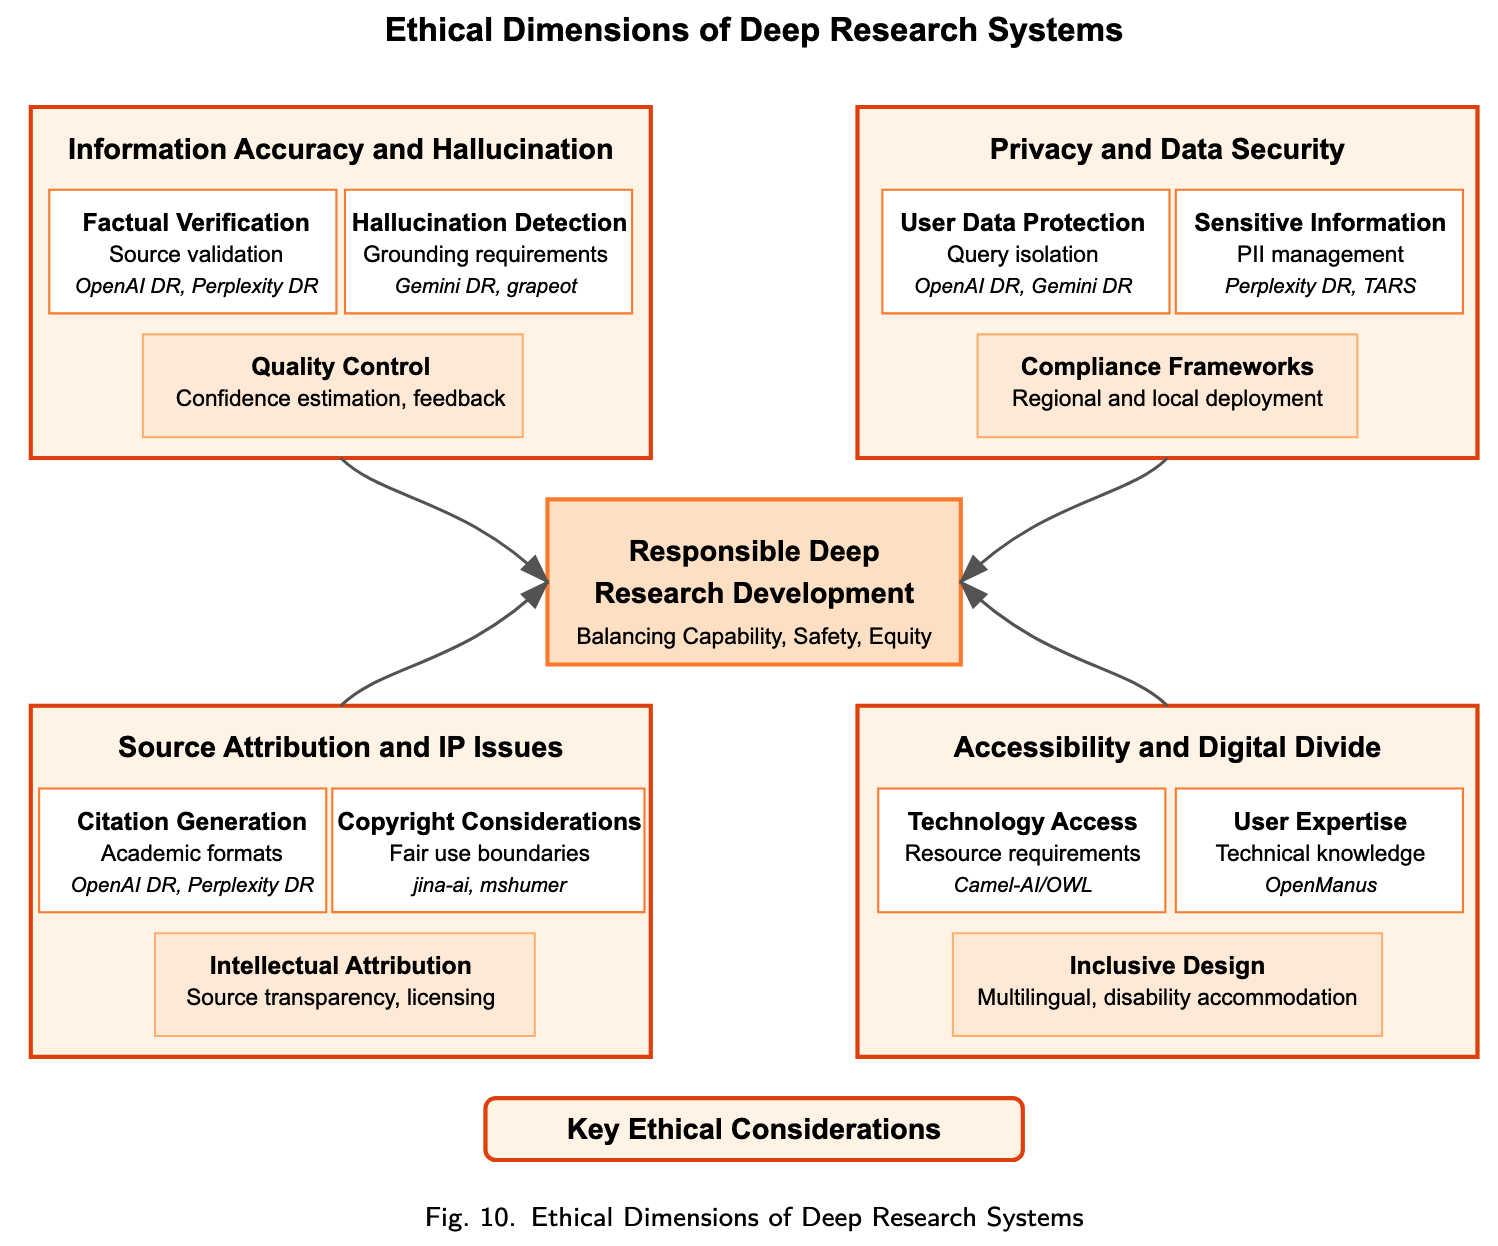 Ethical Dimensions of Deep Research Systems
Information Accuracy and Hallucination
Factual Verification
Source validation
OpenAI DR, Perplexity DR
Hallucination Detection
Grounding requirements
Gemini DR, grapeot
Quality Control
Confidence estimation, feedback
Privacy and Data Security
User Data Protection
Query isolation
OpenAI DR, Gemini DR
Sensitive Information
PII management
Perplexity DR, TARS
Compliance Frameworks
Regional and local deployment
Responsible Deep
Research Development
Balancing Capability, Safety, Equity
Source Attribution and IP Issues
Citation Generation
Academic formats
OpenAI DR, Perplexity DR
Copyright Considerations
Fair use boundaries
jina-ai, mshumer
Intellectual Attribution
Source transparency, licensing
Accessibility and Digital Divide
Technology Access
Resource requirements
Camel-AI/OWL
User Expertise
Technical knowledge
OpenManus
Inclusive Design
Multilingual, disability accommodation
Key Ethical Considerations
Fig. 10. Ethical Dimensions of Deep Research Systems